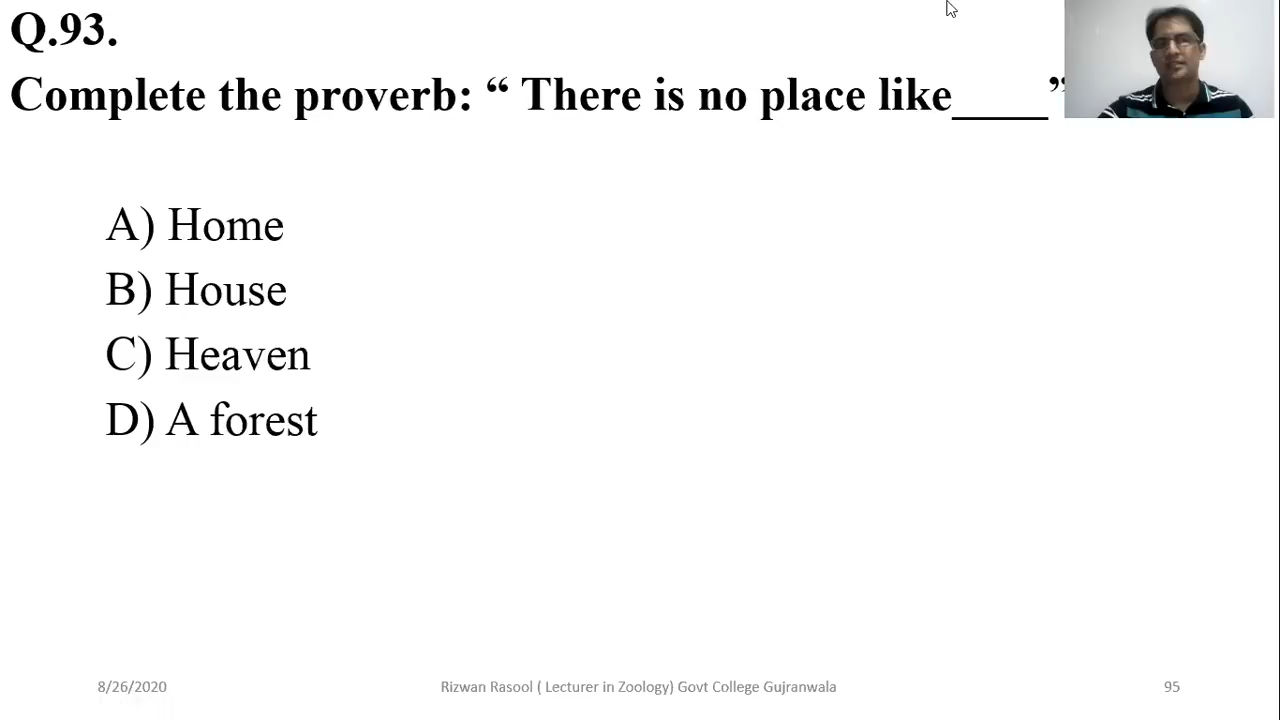 Q.93.
Complete the proverb: “ There is no place like____”
A) Home
B) House
C) Heaven
D) A forest
8/26/2020
Rizwan Rasool ( Lecturer in Zoology) Govt College Gujranwala
95